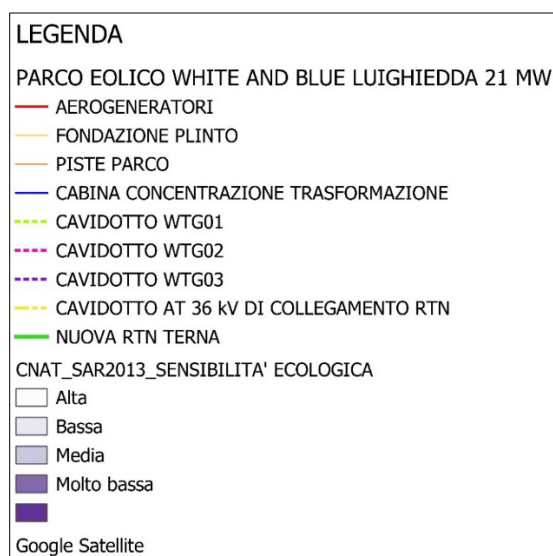 LEGENDA
PARCO EOLICO WHITE AND BLUE LUIGHIEDDA 21 MW
AEROGENERATORI
FONDAZIONE PLINTO
PISTE PARCO
CABINA CONCENTRAZIONE TRASFORMAZIONE
CAVIDOTTO WTG01
CAVIDOTTO WTG02
CAVIDOTTO WTG03
CAVIDOTTO AT 36 kV DI COLLEGAMENTO RTN
NUOVA RTN TERNA
CNAT_SAR2013_SENSIBILITA' ECOLOGICA
Alta
Bassa
Media
Molto bassa
Google Satellite